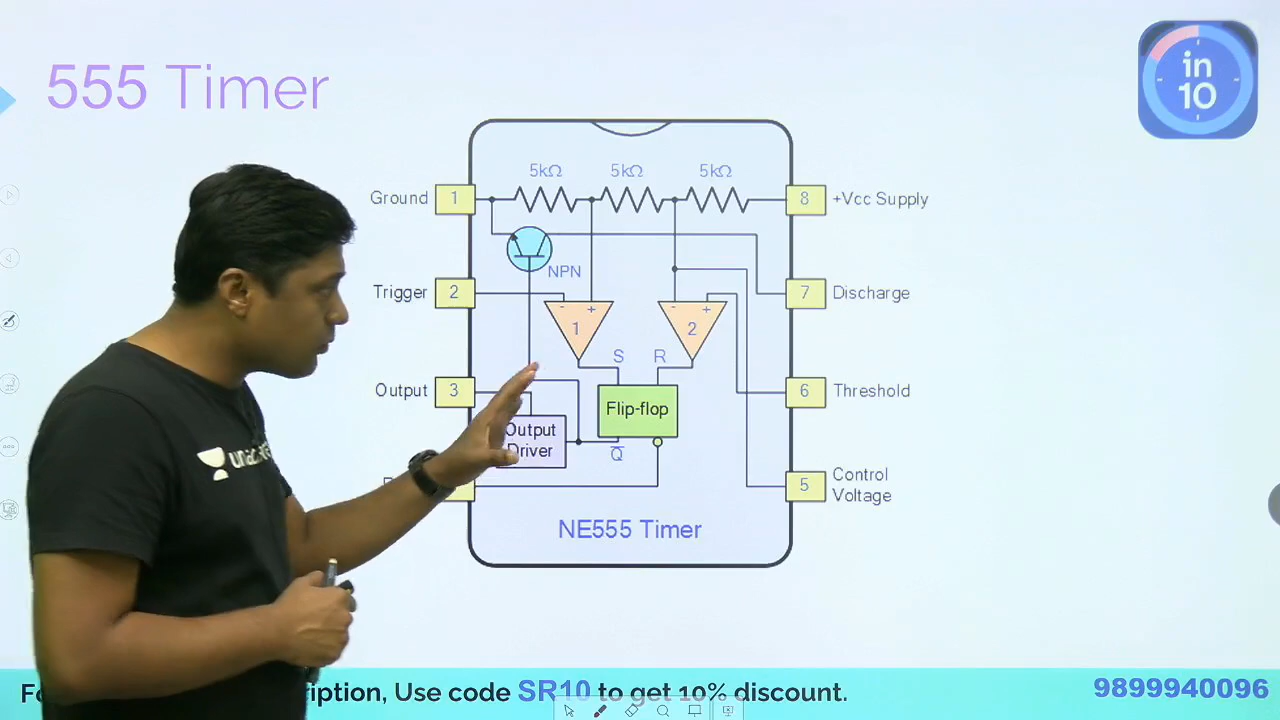 555 Timer
in
10
5kΩ 5kΩ 5kΩ
Ground 1
8 +Vcc Supply
NPN
Trigger 2
7 Discharge
- + - +
1 2
S R
Output 3
6 Threshold
Flip-flop
Output
Driver
Q̅
5 Control
Voltage
NE555 Timer
Use code SR10 to get 10% discount.
9899940096